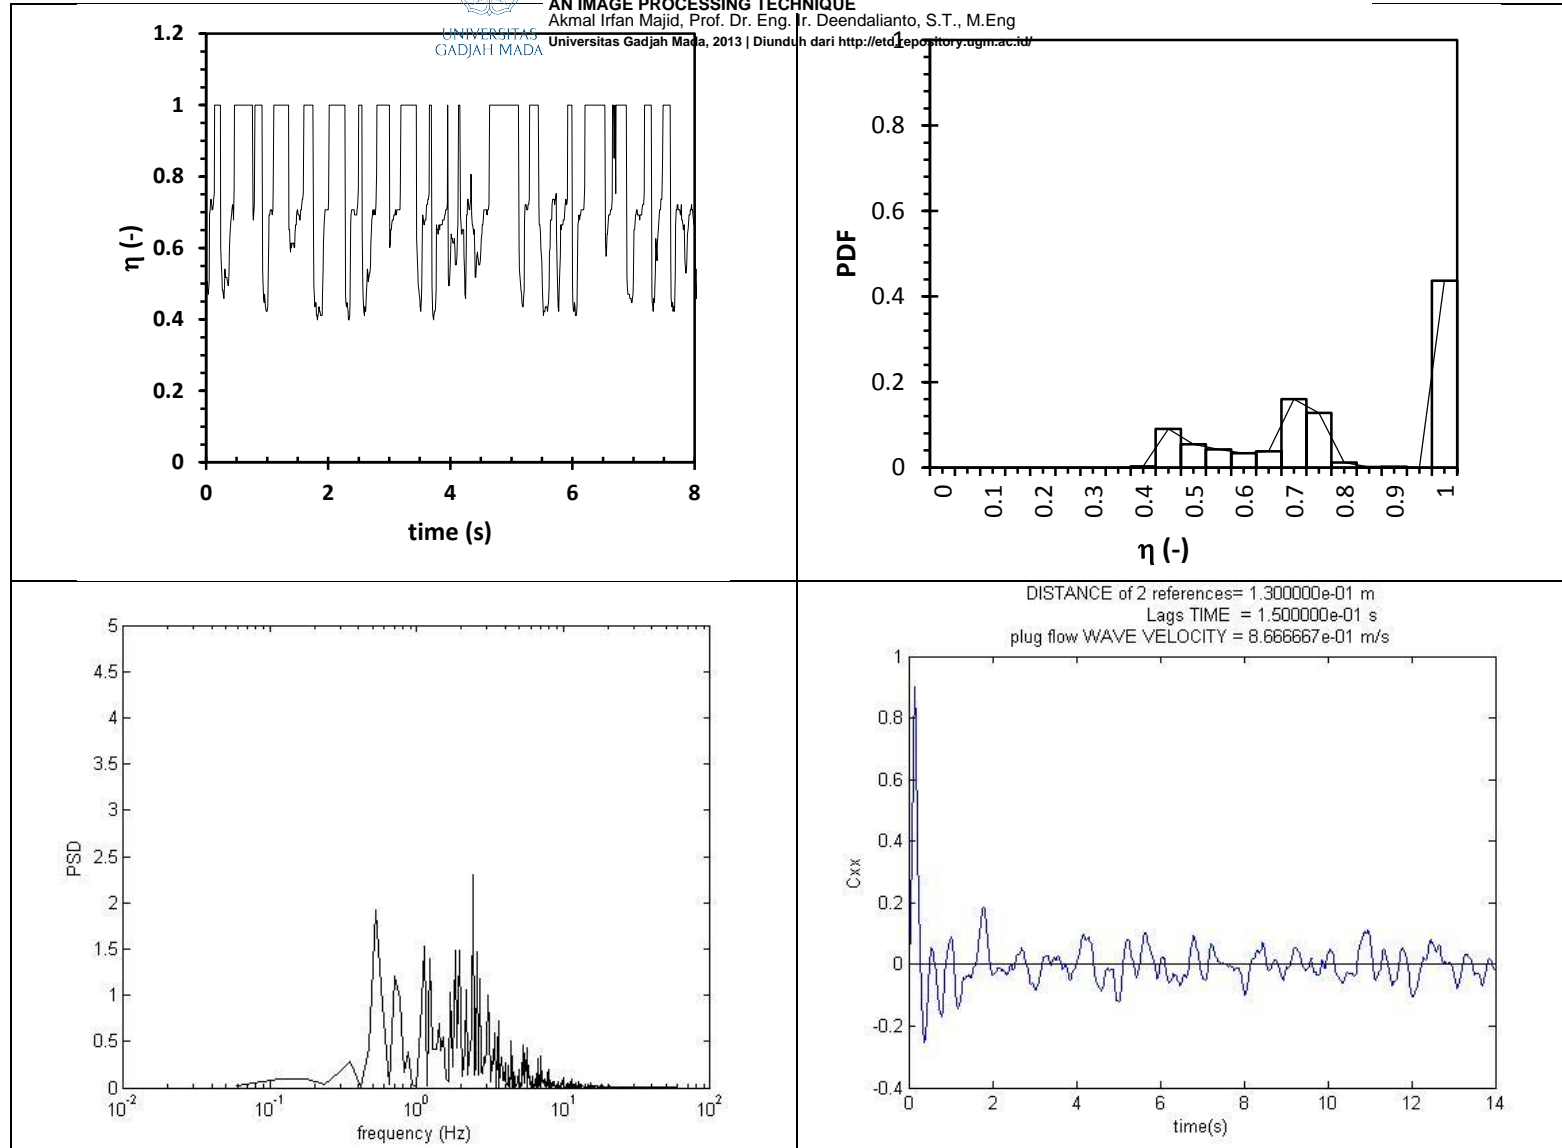 AN IMAGE PROCESSING TECHNIQUE
Akmal Irfan Majid, Prof. Dr. Eng. Ir. Deendalianto, S.T., M.Eng
UNIVERSITAS
GADJAH MADA
Universitas Gadjah Mada, 2013 | Diunduh dari http://etd.repository.ugm.ac.id/
1.2
1
0.8
0.6
0.4
0.2
0
η (-)
0 2 4 6 8
time (s)
1
0.8
0.6
0.4
0.2
0
PDF
0 0.1 0.2 0.3 0.4 0.5 0.6 0.7 0.8 0.9 1
η (-)
5
4.5
4
3.5
3
2.5
2
1.5
1
0.5
0
PSD
10⁻² 10⁻¹ 10⁰ 10¹ 10²
frequency (Hz)
DISTANCE of 2 references= 1.300000e-01 m
Lags TIME = 1.500000e-01 s
plug flow WAVE VELOCITY = 8.666667e-01 m/s
1
0.8
0.6
0.4
0.2
0
-0.2
-0.4
Cxx
0 2 4 6 8 10 12 14
time(s)